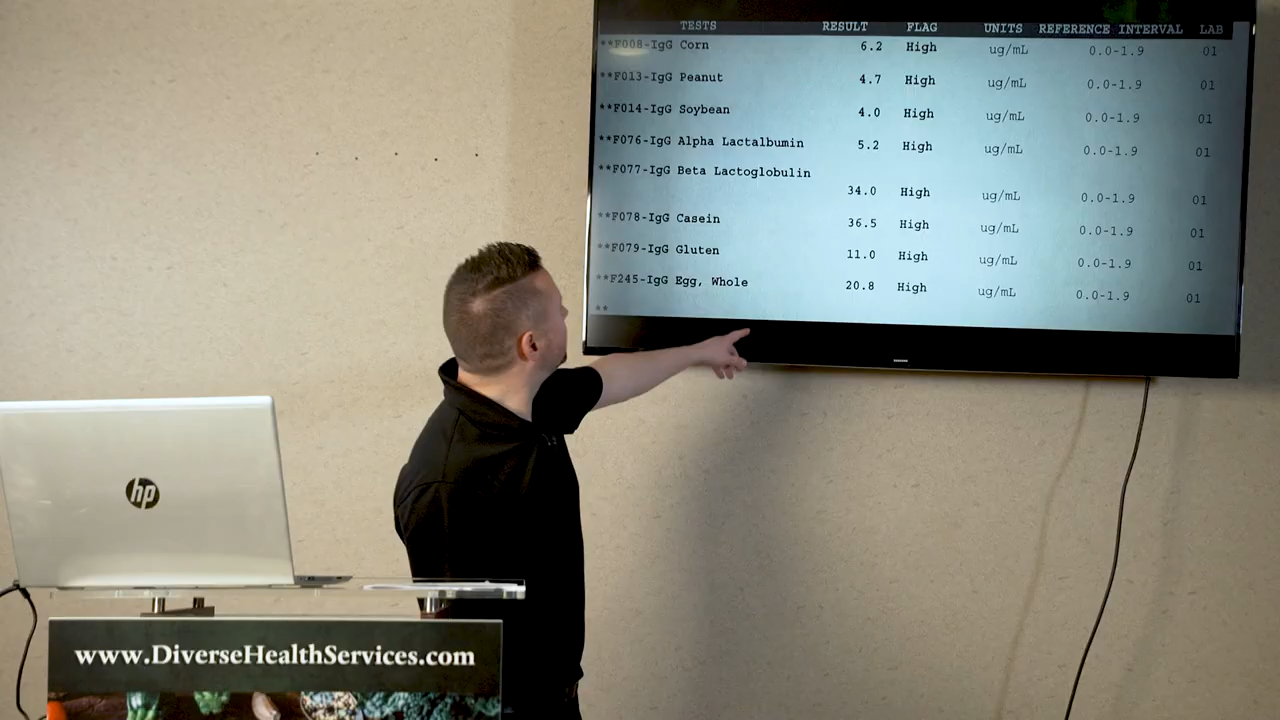 TESTS RESULT FLAG UNITS REFERENCE INTERVAL LAB
**F008-IgG Corn 6.2 High ug/mL 0.0-1.9 01
**F013-IgG Peanut 4.7 High ug/mL 0.0-1.9 01
**F014-IgG Soybean 4.0 High ug/mL 0.0-1.9 01
**F076-IgG Alpha Lactalbumin 5.2 High ug/mL 0.0-1.9 01
**F077-IgG Beta Lactoglobulin
34.0 High ug/mL 0.0-1.9 01
**F078-IgG Casein 36.5 High ug/mL 0.0-1.9 01
**F079-IgG Gluten 11.0 High ug/mL 0.0-1.9 01
**F245-IgG Egg, Whole 20.8 High ug/mL 0.0-1.9 01
**
hp
www.DiverseHealthServices.com